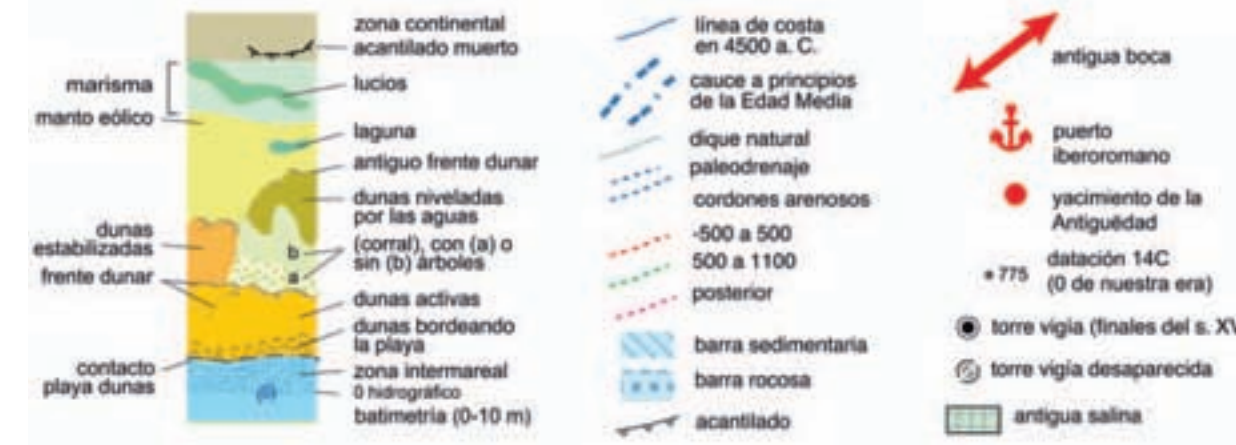 zona continental
acantilado muerto
marisma
lucios
manto eólico
laguna
antiguo frente dunar
dunas niveladas
por las aguas
dunas
estabilizadas
b
(corral), con (a) o
sin (b) árboles
a
frente dunar
dunas activas
dunas bordeando
la playa
contacto
playa dunas
zona intermareal
0 hidrográfico
batimetría (0-10 m)
línea de costa
en 4500 a. C.
cauce a principios
de la Edad Media
dique natural
paleodrenaje
cordones arenosos
-500 a 500
500 a 1100
posterior
barra sedimentaria
barra rocosa
acantilado
antigua boca
puerto
iberoromano
yacimiento de la
Antiguëdad
775
datación 14C
(0 de nuestra era)
torre vigía (finales del s. XV
torre vigía desaparecida
antigua salina